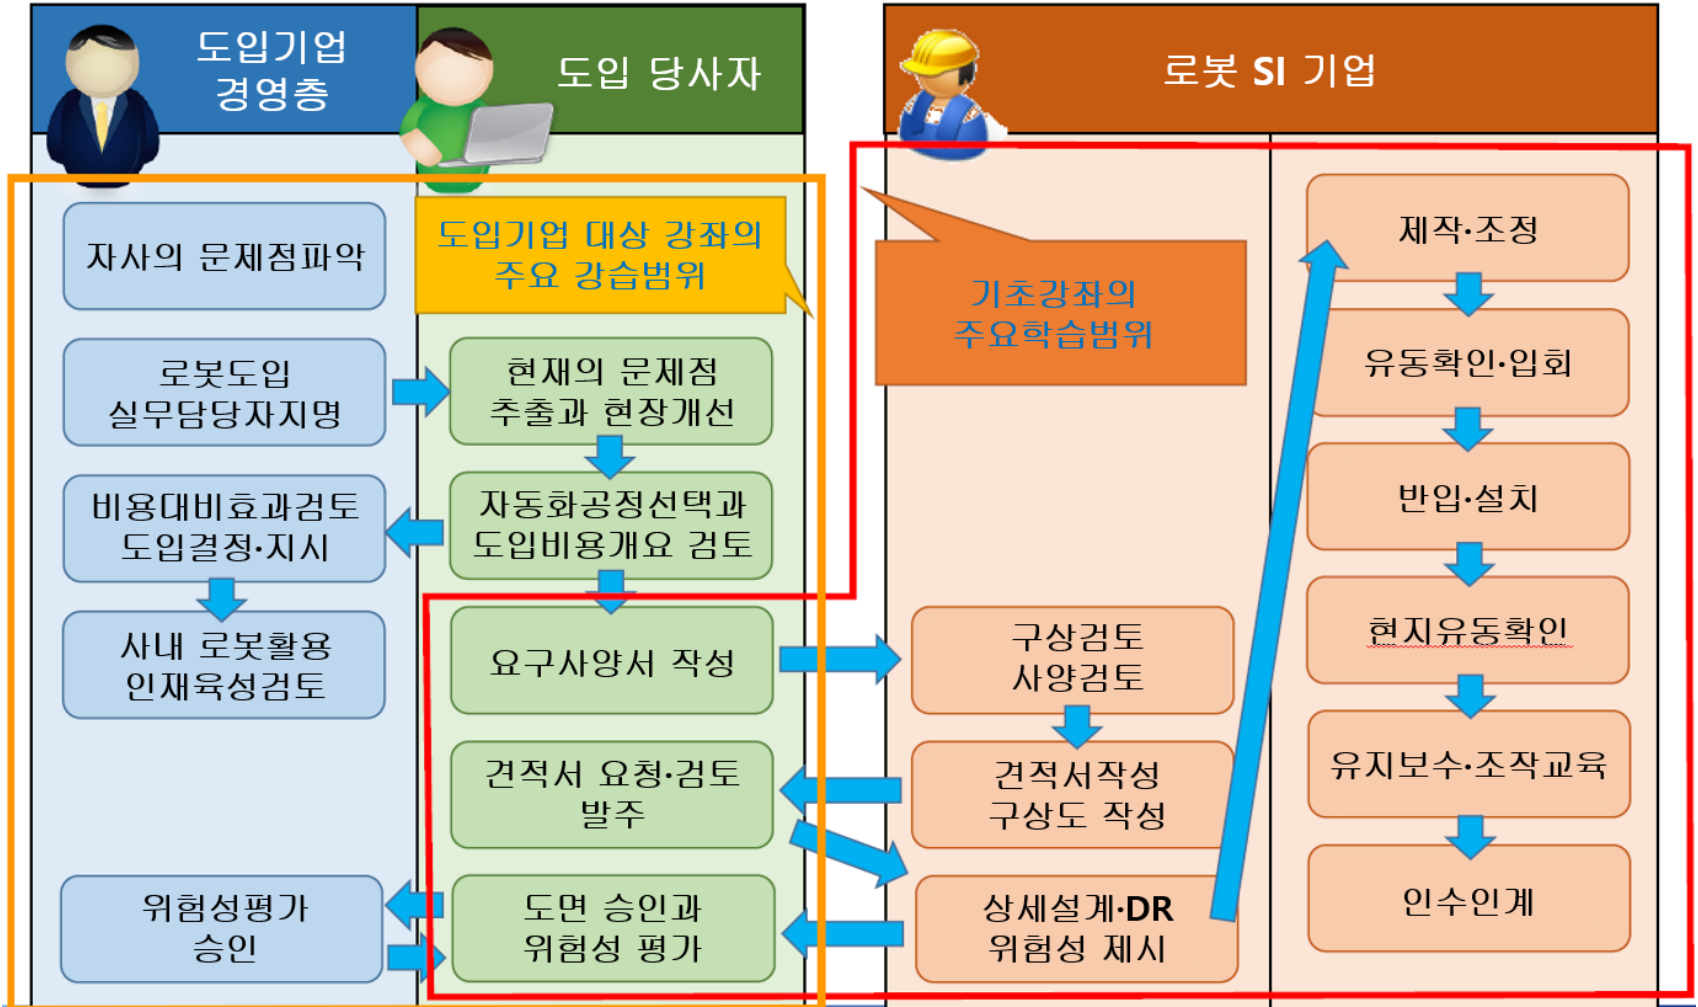 도입기업
경영층
도입 당사자
로봇 SI 기업
자사의 문제점파악
도입기업 대상 강좌의
주요 강습범위
로봇도입
실무담당자지명
현재의 문제점
추출과 현장개선
비용대비효과검토
도입결정·지시
자동화공정선택과
도입비용개요 검토
사내 로봇활용
인재육성검토
요구사양서 작성
견적서 요청·검토
발주
위험성평가
승인
도면 승인과
위험성 평가
기초강좌의
주요학습범위
구상검토
사양검토
견적서작성
구상도 작성
상세설계·DR
위험성 제시
제작·조정
유동확인·입회
반입·설치
현지유동확인
유지보수·조작교육
인수인계